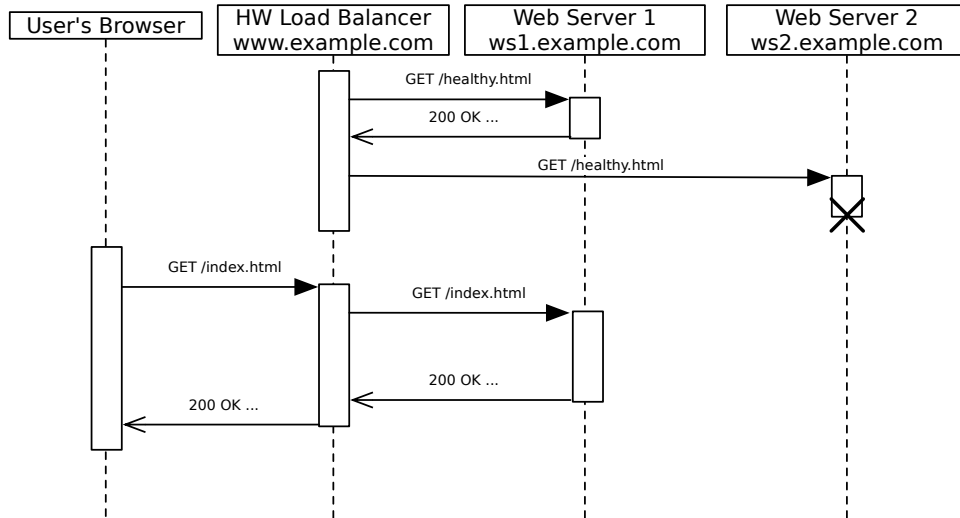 User's Browser
HW Load Balancer
www.example.com
Web Server 1
ws1.example.com
Web Server 2
ws2.example.com
GET /healthy.html
200 OK ...
GET /healthy.html
GET /index.html
GET /index.html
200 OK ...
200 OK ...